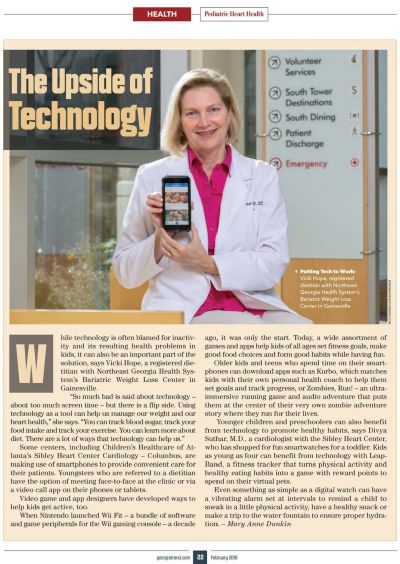 HEALTH
Pediatric Heart Health
The Upside of
Technology
Volunteer
Services
South Tower
Destinations
South Dining
Patient
Discharge
Emergency
Putting Tech to Work:
Vicki Hope, registered
dietitian with Northeast
Georgia Health System's
Bariatric Weight Loss
Center in Gainesville
While technology is often blamed for inactiv-
ity and its resulting health problems in
kids, it can also be an important part of the
solution, says Vicki Hope, a registered die-
titian with Northeast Georgia Health Sys-
tem's Bariatric Weight Loss Center in
Gainesville.
"So much bad is said about technology –
about too much screen time – but there is a flip side. Using
technology as a tool can help us manage our weight and our
heart health," she says. "You can track blood sugar, track your
food intake and track your exercise. You can learn more about
diet. There are a lot of ways that technology can help us."
Some centers, including Children's Healthcare of At-
lanta's Sibley Heart Center Cardiology – Columbus, are
making use of smartphones to provide convenient care for
their patients. Youngsters who are referred to a dietitian
have the option of meeting face-to-face at the clinic or via
a video call app on their phones or tablets.
Video game and app designers have developed ways to
help kids get active, too.
When Nintendo launched Wii Fit – a bundle of software
and game peripherals for the Wii gaming console – a decade
ago, it was only the start. Today, a wide assortment of
games and apps help kids of all ages set fitness goals, make
good food choices and form good habits while having fun.
Older kids and teens who spend time on their smart-
phones can download apps such as Kurbo, which matches
kids with their own personal health coach to help them
set goals and track progress, or Zombies, Run! – an ultra-
immersive running game and audio adventure that puts
them at the center of their very own zombie adventure
story where they run for their lives.
Younger children and preschoolers can also benefit
from technology to promote healthy habits, says Divya
Suthar, M.D., a cardiologist with the Sibley Heart Center,
who has shopped for fun smartwatches for a toddler. Kids
as young as four can benefit from technology with Leap-
Band, a fitness tracker that turns physical activity and
healthy eating habits into a game with reward points to
spend on their virtual pets.
Even something as simple as a digital watch can have
a vibrating alarm set at intervals to remind a child to
sneak in a little physical activity, have a healthy snack or
make a trip to the water fountain to ensure proper hydra-
tion. – Mary Anne Dunkin
georgiatrend.com
February 2018